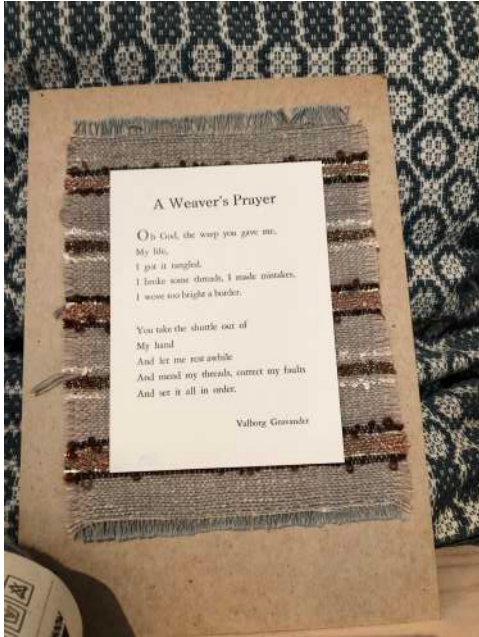 A Weaver's Prayer
Oh God, the warp you gave me,
My life,
I got it tangled.
I broke some threads, I made mistakes,
I wove too bright a border.
You take the shuttle out of
My hand
And let me rest awhile
And mend my threads, correct my faults
And set it all in order.
Valborg Gravander